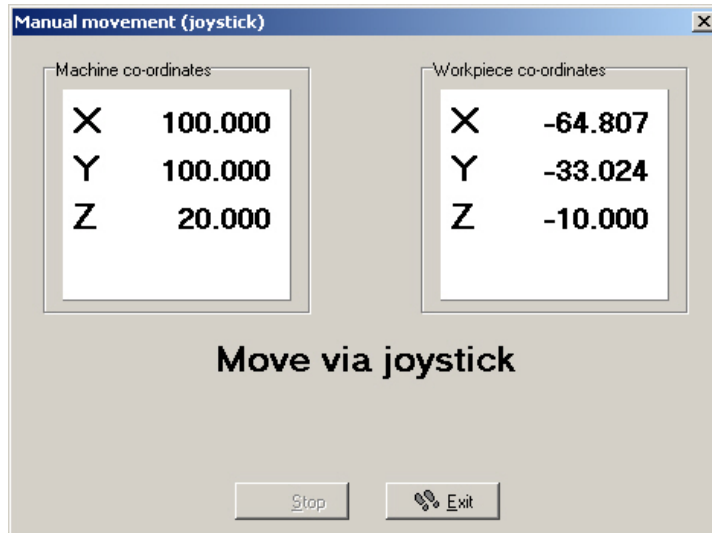 Manual movement (joystick)
Machine co-ordinates
X 100.000
Y 100.000
Z 20.000
Workpiece co-ordinates
X -64.807
Y -33.024
Z -10.000
Move via joystick
Stop
Exit